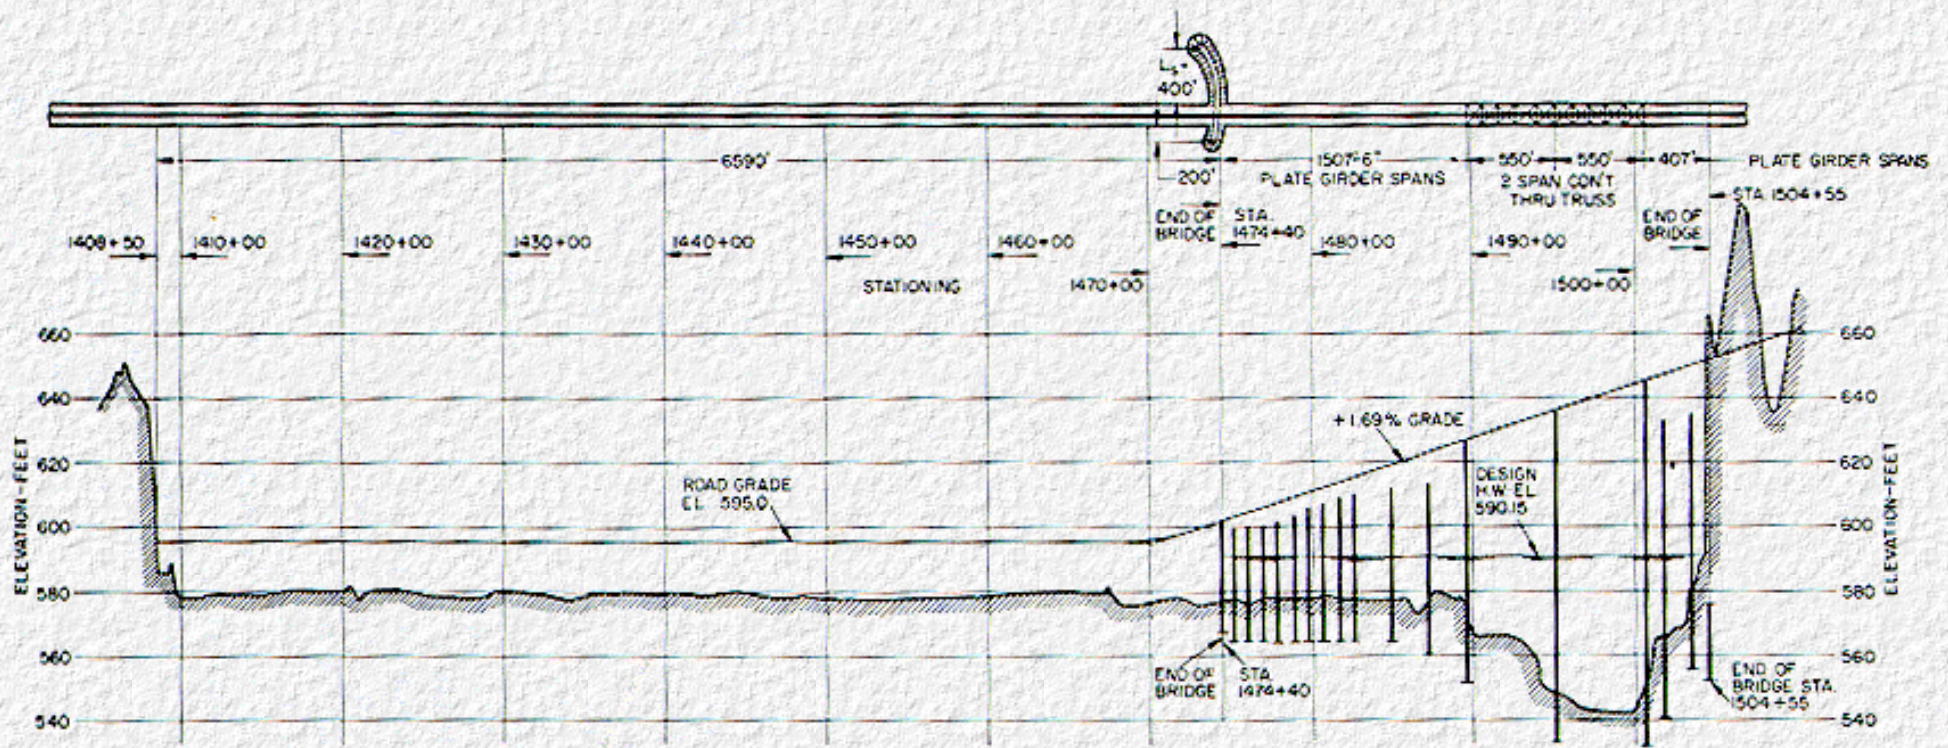 Ls =
400'
6590'
1507'-6"
PLATE GIRDER SPANS
550'
550'
407'
PLATE GIRDER SPANS
2 SPAN CON'T
THRU TRUSS
200'
STA. 1504+55
END OF
BRIDGE
STA.
1474+40
END OF
BRIDGE
1408+50
1410+00
1420+00
1430+00
1440+00
1450+00
1460+00
1480+00
1490+00
STATIONING
1470+00
1500+00
660
660
640
640
+1.69% GRADE
620
620
ROAD GRADE
EL 595.0
DESIGN
H.W. EL.
590.15
600
600
580
580
560
560
540
540
ELEVATION-FEET
ELEVATION-FEET
END OF
BRIDGE
STA.
1474+40
END OF
BRIDGE STA.
1504+55